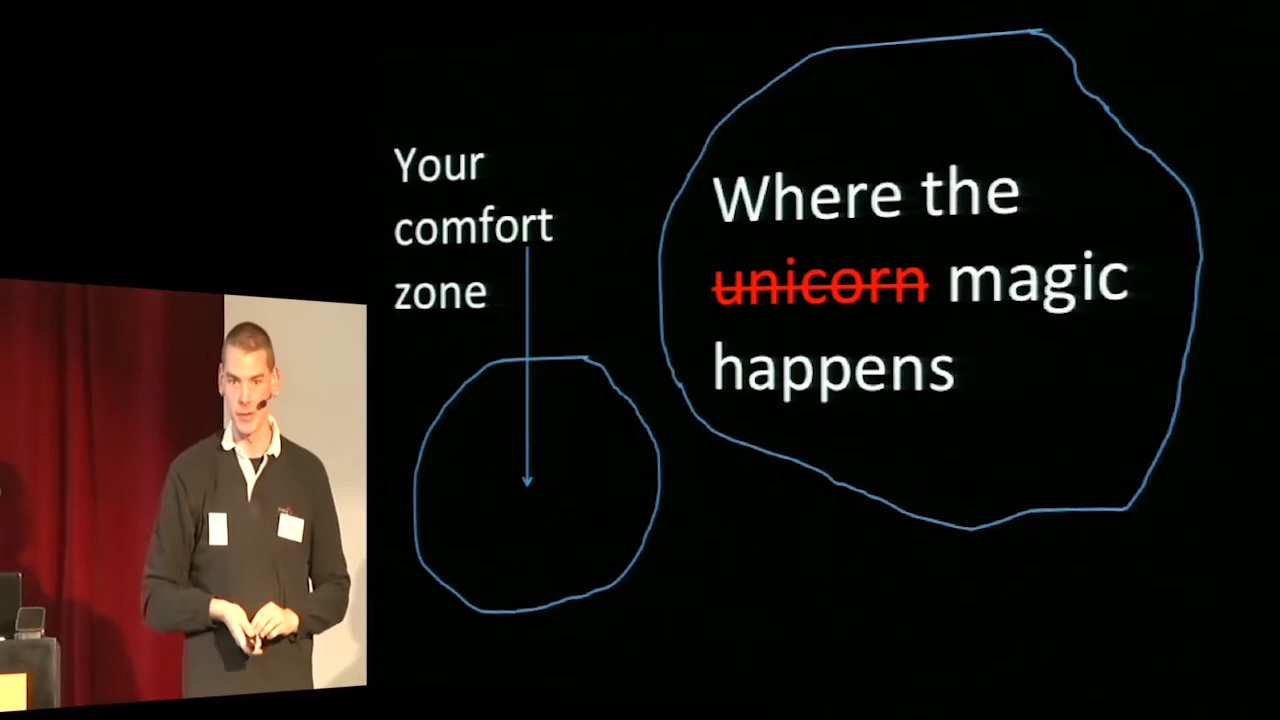 Your
comfort
zone
Where the
unicorn magic
happens